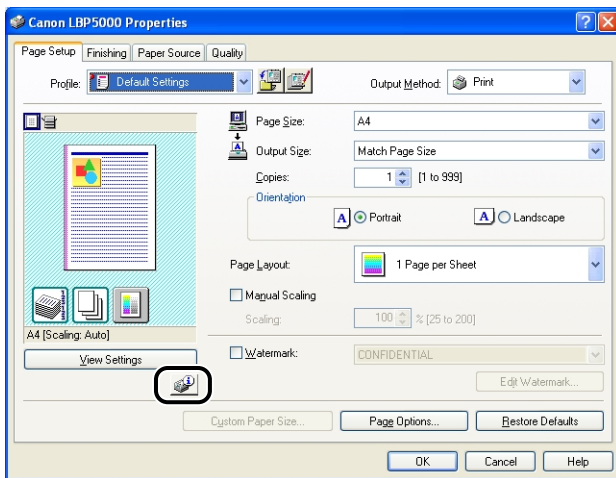 Canon LBP5000 Properties
Page Setup Finishing Paper Source Quality
Profile: Default Settings Output Method: Print
Page Size: A4
Output Size: Match Page Size
Copies: 1 [1 to 999]
Orientation
A Portrait A Landscape
Page Layout: 1 Page per Sheet
Manual Scaling
Scaling: 100 % [25 to 200]
A4 [Scaling: Auto]
View Settings
Watermark: CONFIDENTIAL
Edit Watermark...
Custom Paper Size... Page Options... Restore Defaults
OK Cancel Help